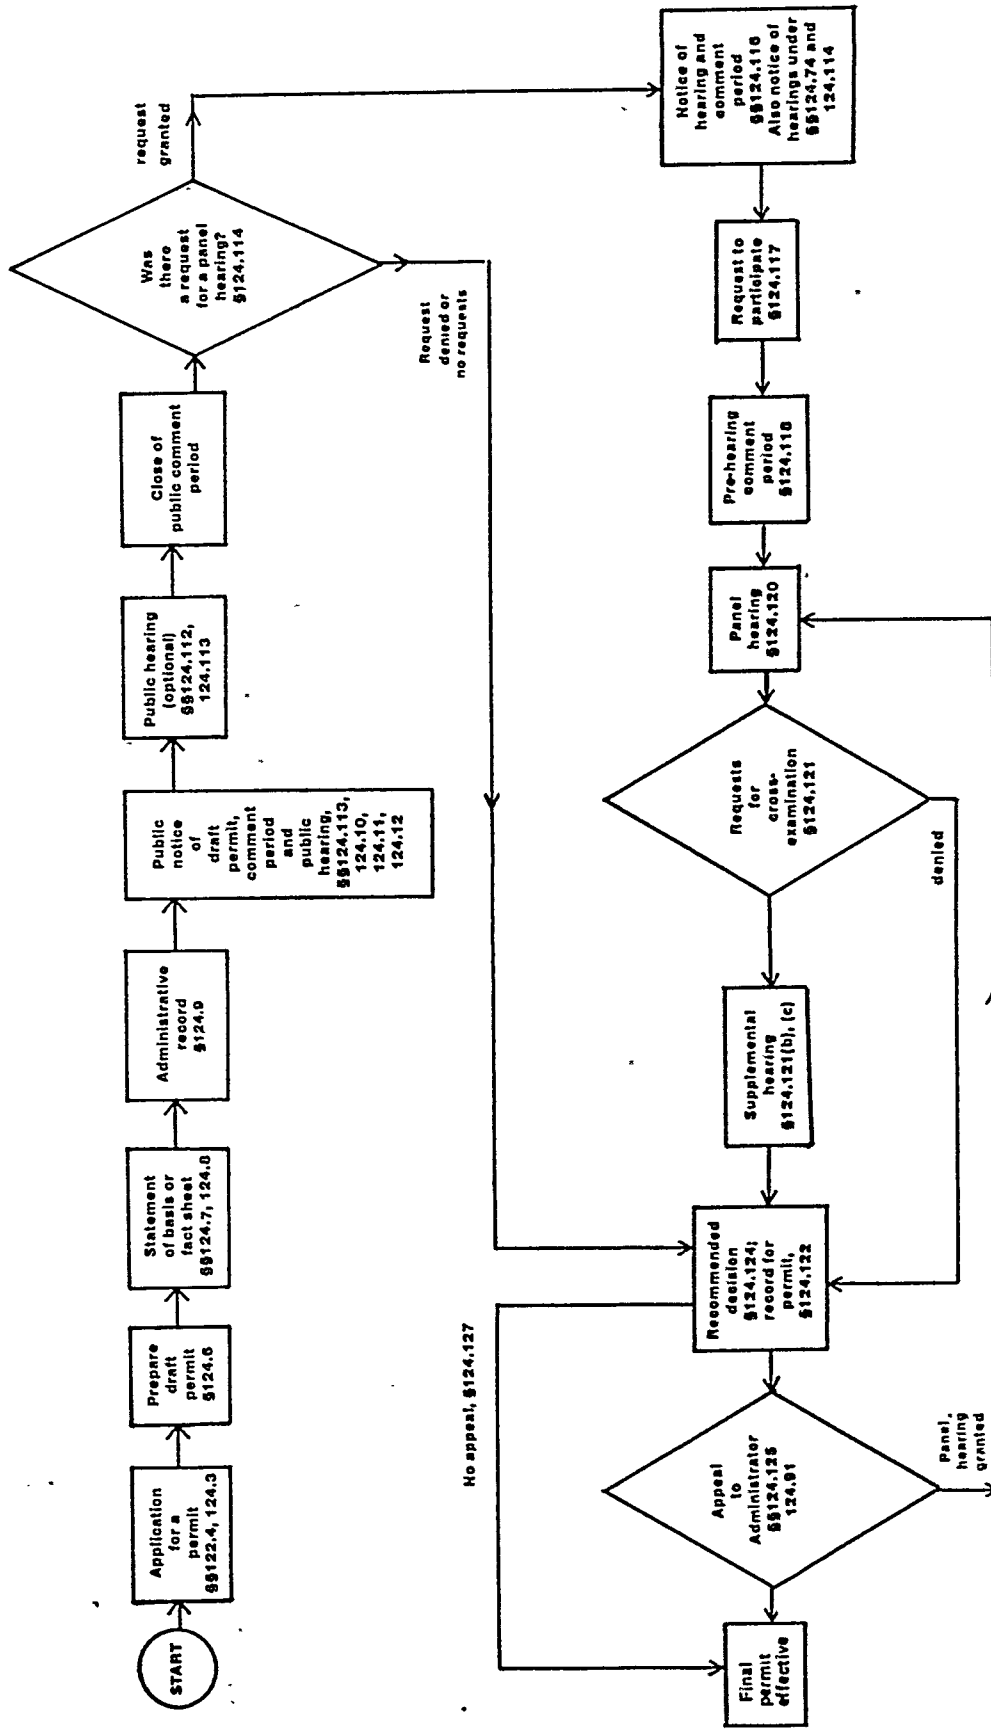 START
Application
for a
permit
§§122.4, 124.3
Prepare
draft
permit
§124.6
Statement
of basis or
fact sheet
§§124.7, 124.8
Administrative
record
§124.9
Public
notice
of
draft
permit,
comment
period
and
public
hearing,
§§124.113,
124.10,
124.11,
124.12
Public hearing
(optional)
§§124.112,
124.113
Close of
public comment
period
Was
there
a request
for a panel
hearing?
§124.114
request
granted
Request
denied or
no requests
Notice of
hearing and
comment
period
§§124.116
Also notice of
hearings under
§§124.74 and
124.114
Request to
participate
§124.117
Pre-hearing
comment
period
§124.118
Panel
hearing
§124.120
Requests
for
cross-
examination
§124.121
denied
Supplemental
hearing
§124.121(b), (c)
Recommended
decision
§124.124;
record for
permit,
§124.122
No appeal, §124.127
Appeal
to
Administrator
§§124.125
124.91
Panel
hearing
granted
Final
permit
effective